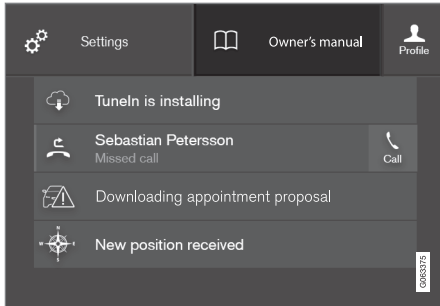 Settings
Owner's manual
Profile
TuneIn is installing
Sebastian Petersson
Missed call
Call
Downloading appointment proposal
N
W E
S
New position received
G063375